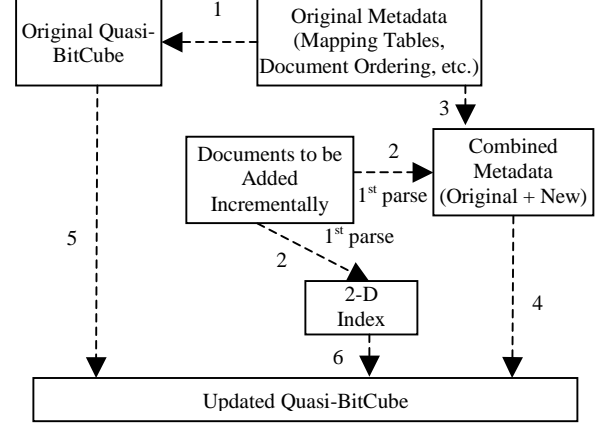 1
Original Quasi-
BitCube
Original Metadata
(Mapping Tables,
Document Ordering, etc.)
3
Documents to be
Added
Incrementally
2
1st parse
Combined
Metadata
(Original + New)
5
1st parse
2
2-D
Index
4
6
Updated Quasi-BitCube